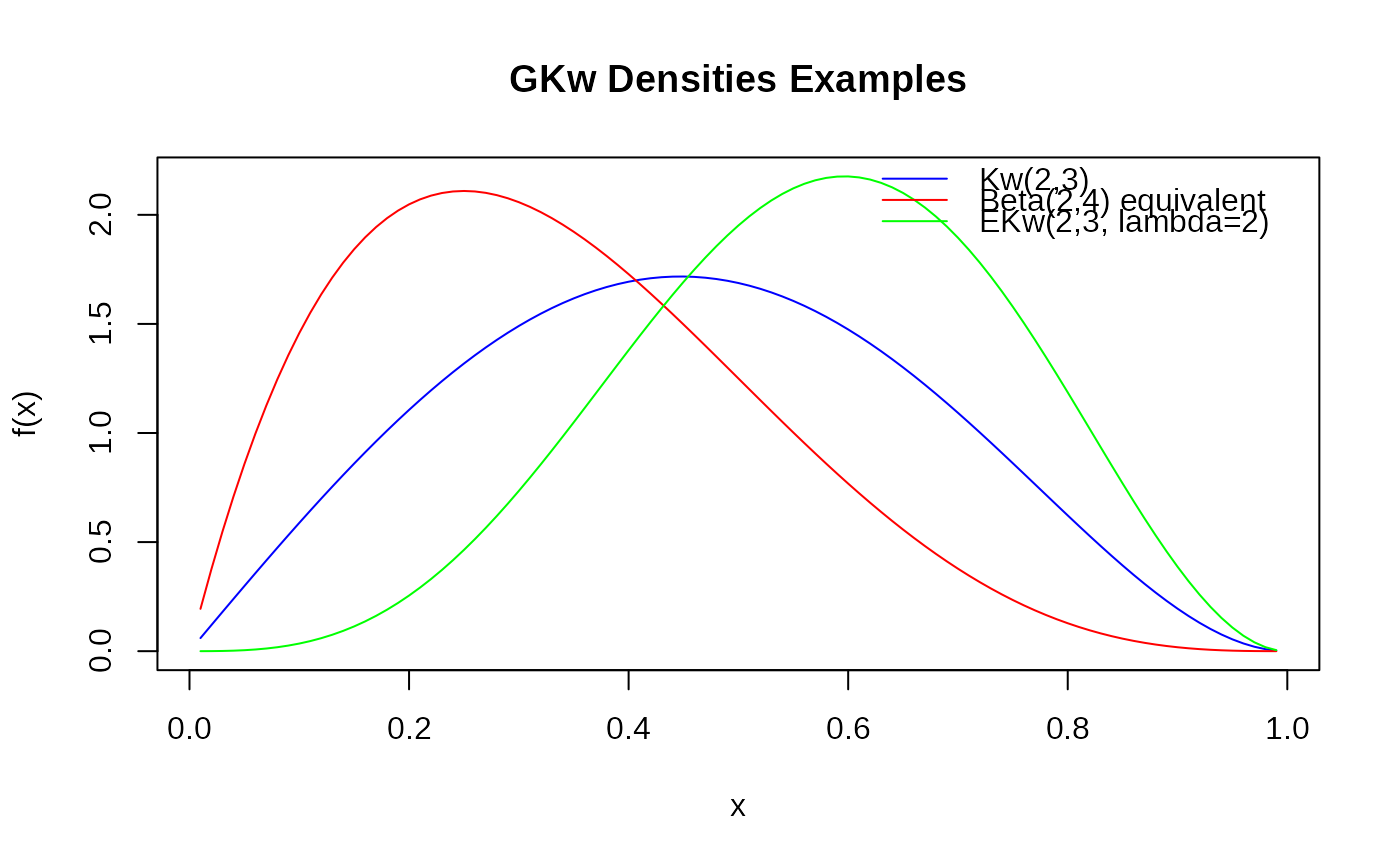 GKw Densities Examples
Kw(2,3)
Beta(2,4) equivalent
EKw(2,3, lambda=2)
f(x)
2.0
1.5
1.0
0.5
0.0
0.0 0.2 0.4 0.6 0.8 1.0
x